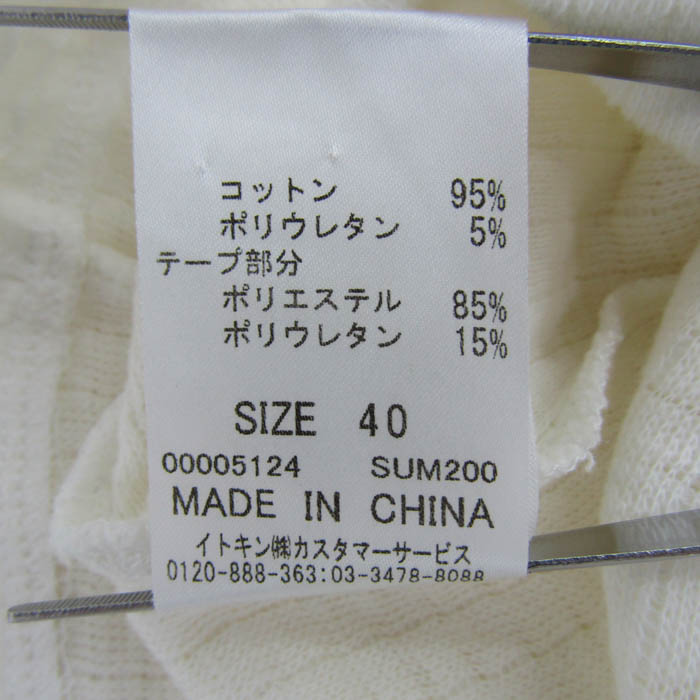 コットン 95%
ポリウレタン 5%
テープ部分
ポリエステル 85%
ポリウレタン 15%
SIZE 40
00005124 SUM200
MADE IN CHINA
イトキン㈱カスタマーサービス
0120-888-363:03-3478-8088